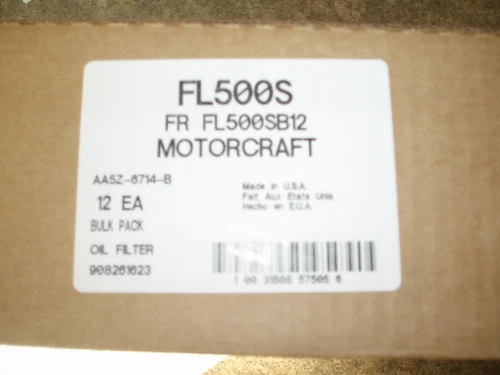 FL500S
FR FL500SB12
MOTORCRAFT
AA5Z-6714-B
12 EA
BULK PACK
OIL FILTER
908261623
Made in U.S.A.
Fait Aux Etats Unis
Hecho en E.U.A.
1 00 31508 57505 6